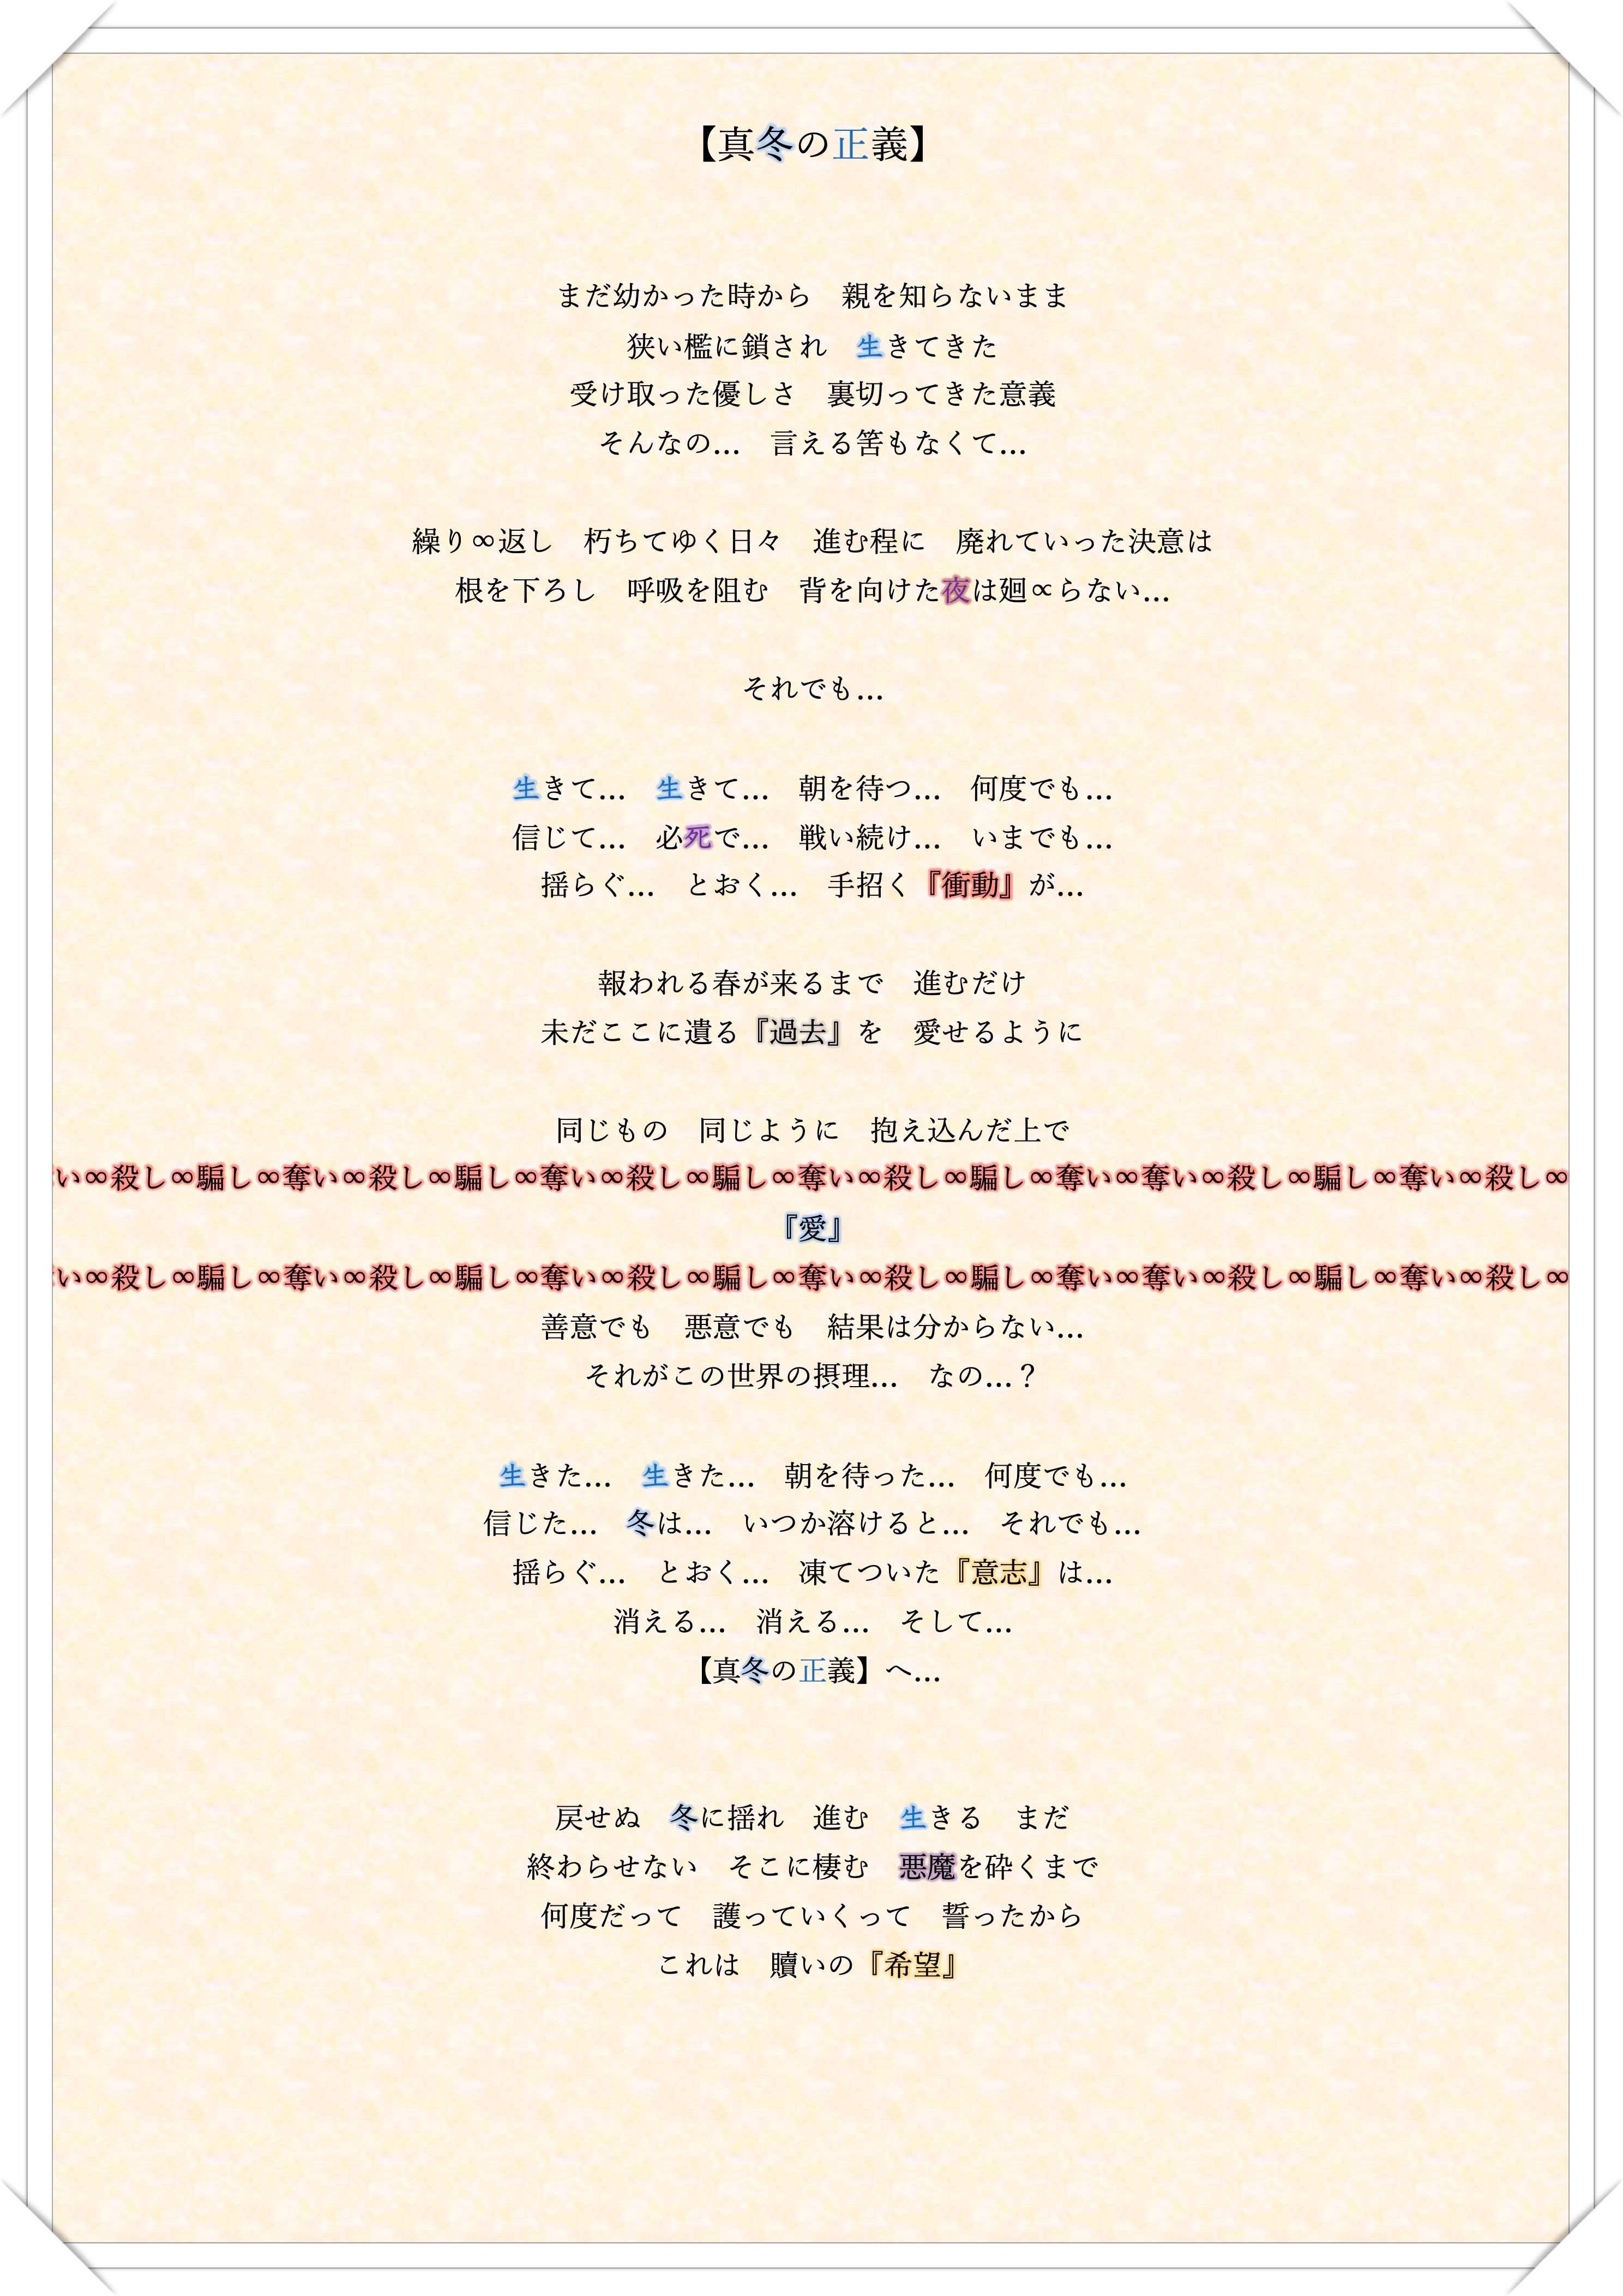 【真冬の正義】
まだ幼かった時から　親を知らないまま
狭い檻に鎖され　生きてきた
受け取った優しさ　裏切ってきた意義
そんなの…　言える筈もなくて…
繰り∞返し　朽ちてゆく日々　進む程に　廃れていった決意は
根を下ろし　呼吸を阻む　背を向けた夜は廻∝らない…
それでも…
生きて…　生きて…　朝を待つ…　何度でも…
信じて…　必死で…　戦い続け…　いまでも…
揺らぐ…　とおく…　手招く『衝動』が…
報われる春が来るまで　進むだけ
未だここに遺る『過去』を　愛せるように
同じもの　同じように　抱え込んだ上で
い∞殺し∞騙し∞奪い∞殺し∞騙し∞奪い∞殺し∞騙し∞奪い∞殺し∞騙し∞奪い∞奪い∞殺し∞騙し∞奪い∞殺し∞
『愛』
い∞殺し∞騙し∞奪い∞殺し∞騙し∞奪い∞殺し∞騙し∞奪い∞殺し∞騙し∞奪い∞奪い∞殺し∞騙し∞奪い∞殺し∞
善意でも　悪意でも　結果は分からない…
それがこの世界の摂理…　なの…？
生きた…　生きた…　朝を待った…　何度でも…
信じた…　冬は…　いつか溶けると…　それでも…
揺らぐ…　とおく…　凍てついた『意志』は…
消える…　消える…　そして…
【真冬の正義】へ…
戻せぬ　冬に揺れ　進む　生きる　まだ
終わらせない　そこに棲む　悪魔を砕くまで
何度だって　護っていくって　誓ったから
これは　贖いの『希望』